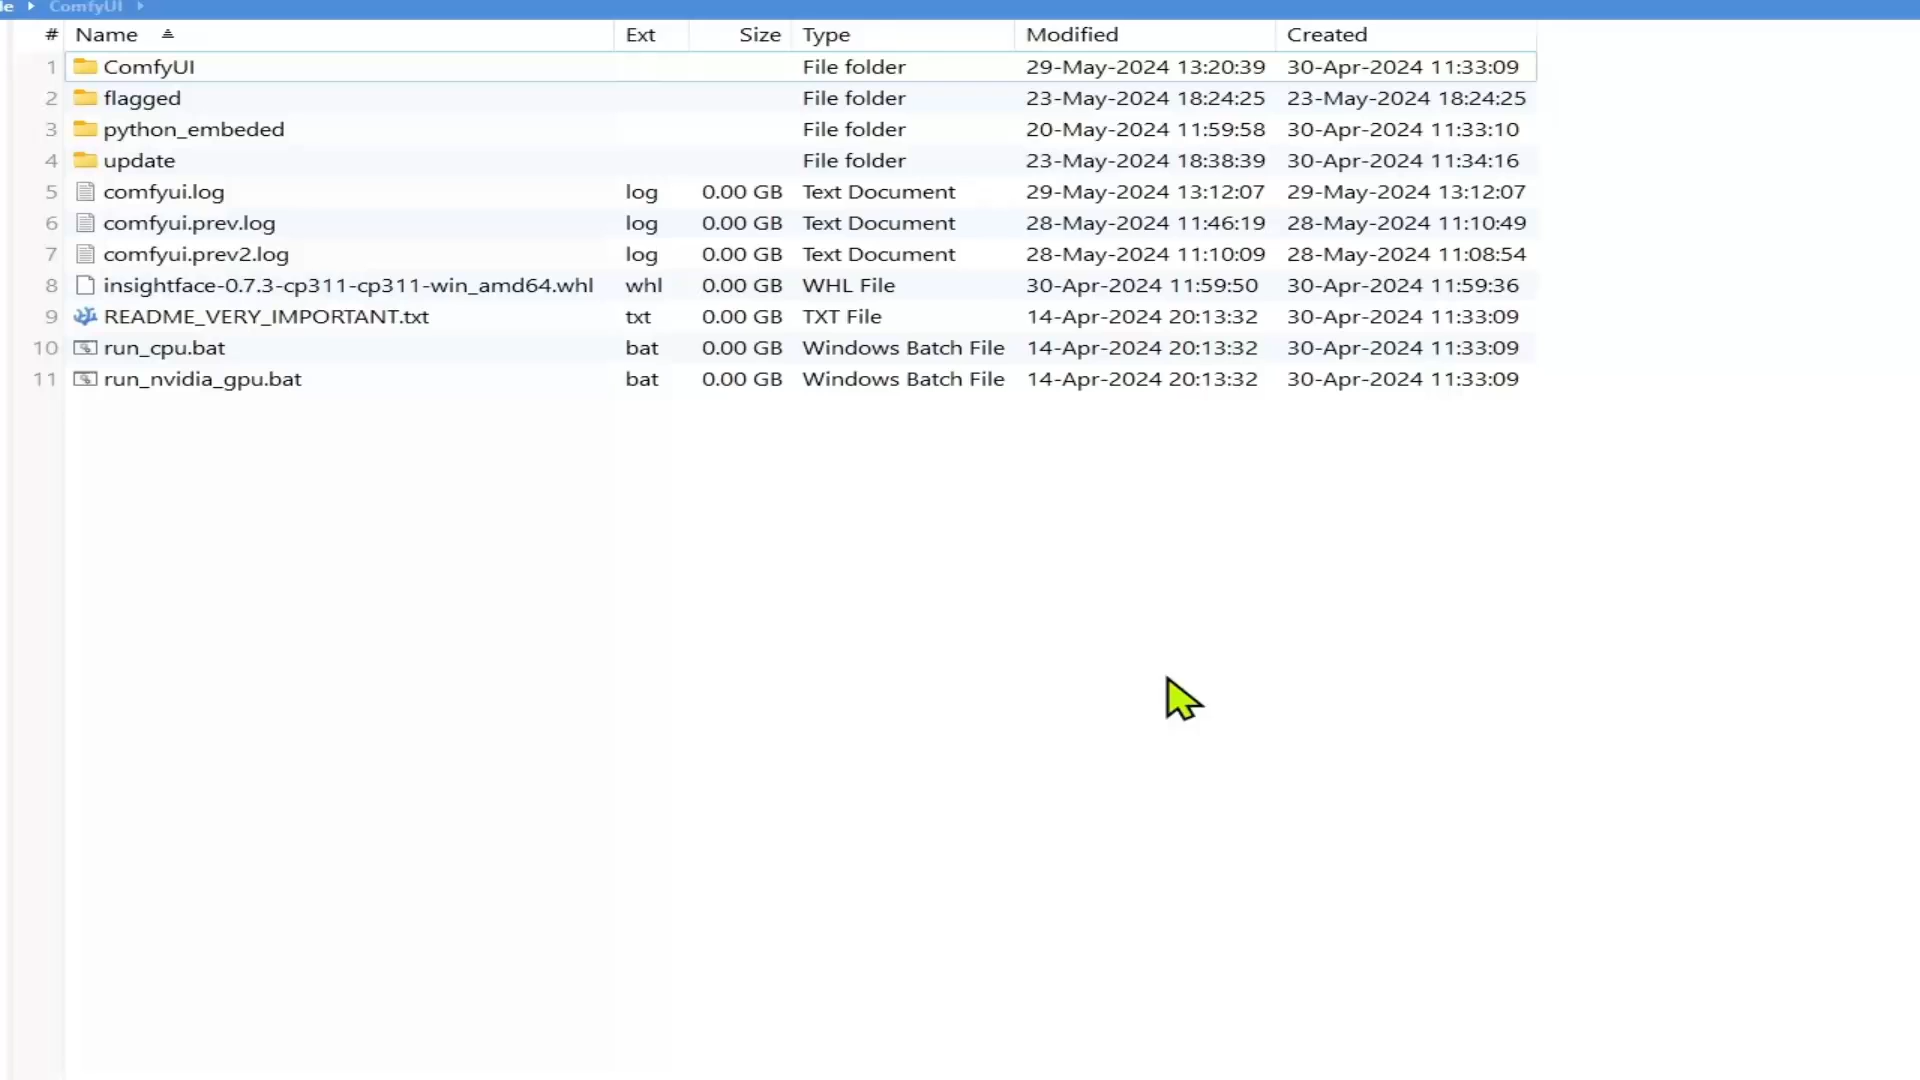 le ▸ ComfyUI ▸
# Name Ext Size Type Modified Created
1 ComfyUI File folder 29-May-2024 13:20:39 30-Apr-2024 11:33:09
2 flagged File folder 23-May-2024 18:24:25 23-May-2024 18:24:25
3 python_embeded File folder 20-May-2024 11:59:58 30-Apr-2024 11:33:10
4 update File folder 23-May-2024 18:38:39 30-Apr-2024 11:34:16
5 comfyui.log log 0.00 GB Text Document 29-May-2024 13:12:07 29-May-2024 13:12:07
6 comfyui.prev.log log 0.00 GB Text Document 28-May-2024 11:46:19 28-May-2024 11:10:49
7 comfyui.prev2.log log 0.00 GB Text Document 28-May-2024 11:10:09 28-May-2024 11:08:54
8 insightface-0.7.3-cp311-cp311-win_amd64.whl whl 0.00 GB WHL File 30-Apr-2024 11:59:50 30-Apr-2024 11:59:36
9 README_VERY_IMPORTANT.txt txt 0.00 GB TXT File 14-Apr-2024 20:13:32 30-Apr-2024 11:33:09
10 run_cpu.bat bat 0.00 GB Windows Batch File 14-Apr-2024 20:13:32 30-Apr-2024 11:33:09
11 run_nvidia_gpu.bat bat 0.00 GB Windows Batch File 14-Apr-2024 20:13:32 30-Apr-2024 11:33:09